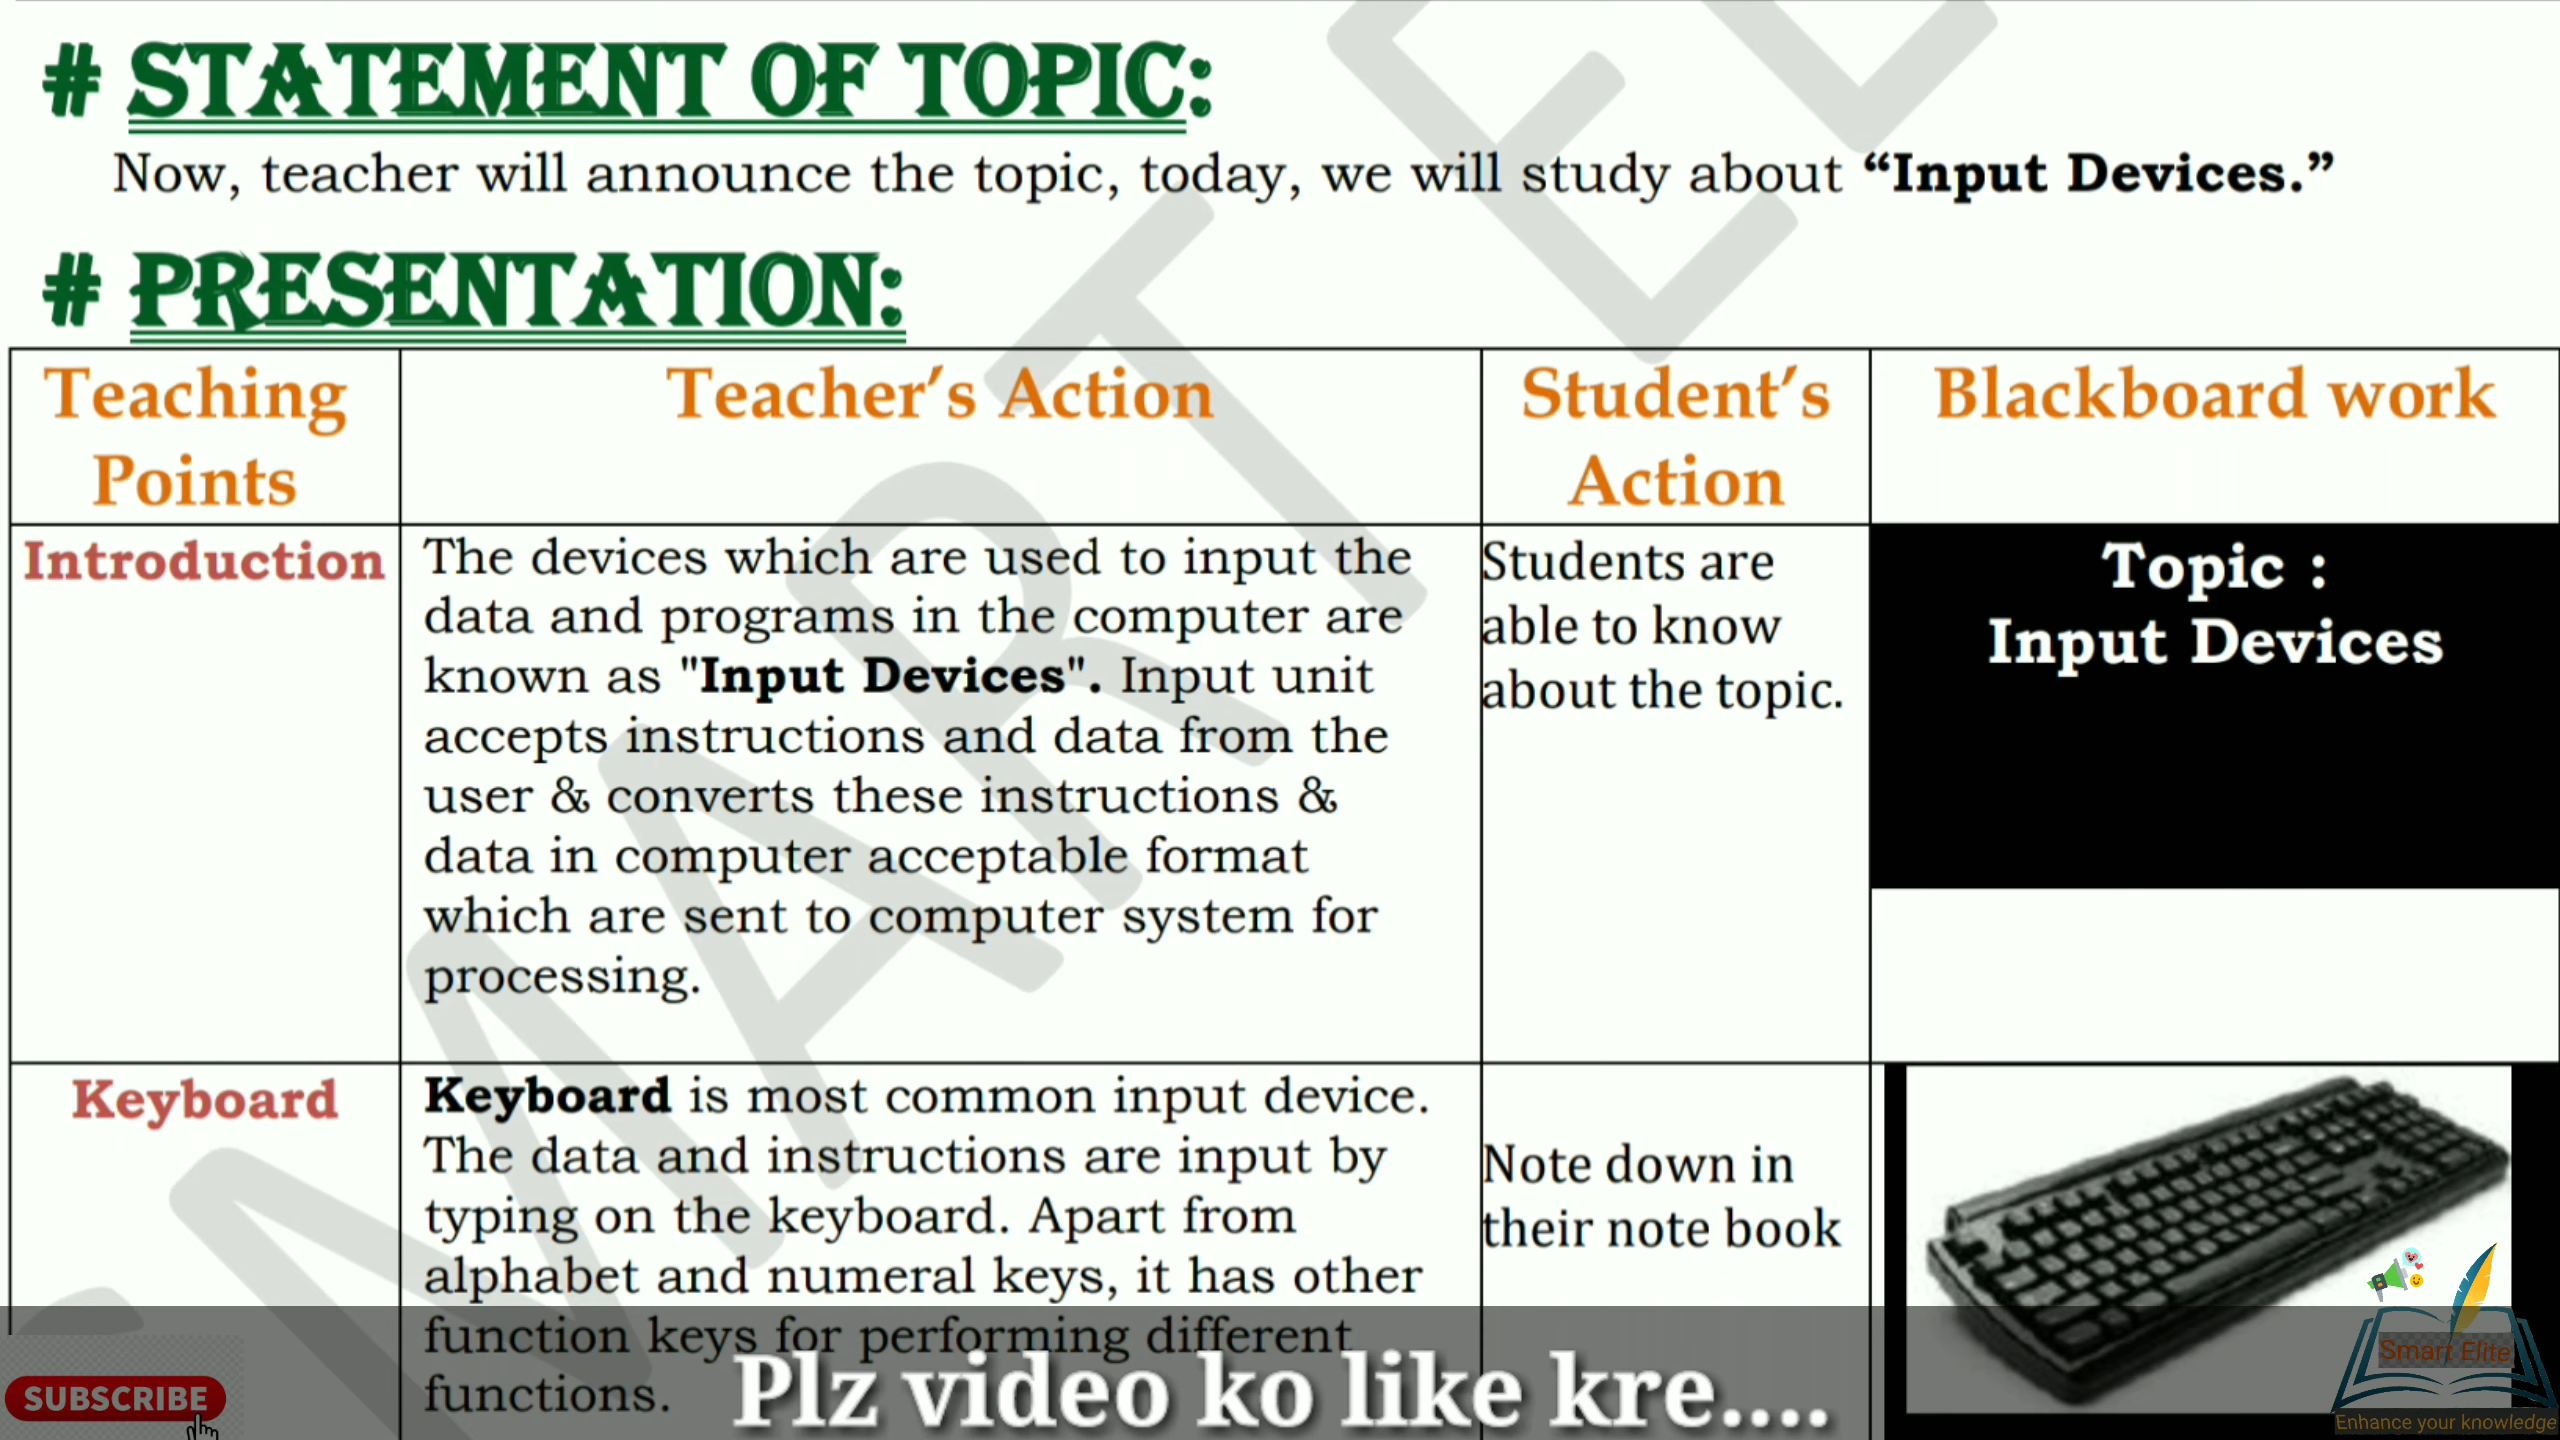 # STATEMENT OF TOPIC:
Now, teacher will announce the topic, today, we will study about “Input Devices.”
# PRESENTATION:
Teaching
Points
Teacher’s Action
Student’s
Action
Blackboard work
Introduction
The devices which are used to input the
data and programs in the computer are
known as "Input Devices". Input unit
accepts instructions and data from the
user & converts these instructions &
data in computer acceptable format
which are sent to computer system for
processing.
Students are
able to know
about the topic.
Topic :
Input Devices
Keyboard
Keyboard is most common input device.
The data and instructions are input by
typing on the keyboard. Apart from
alphabet and numeral keys, it has other
function keys for performing different
functions.
Note down in
their note book
Plz video ko like kre....
SUBSCRIBE
Smart Elite
Enhance your knowledge
SMART EL